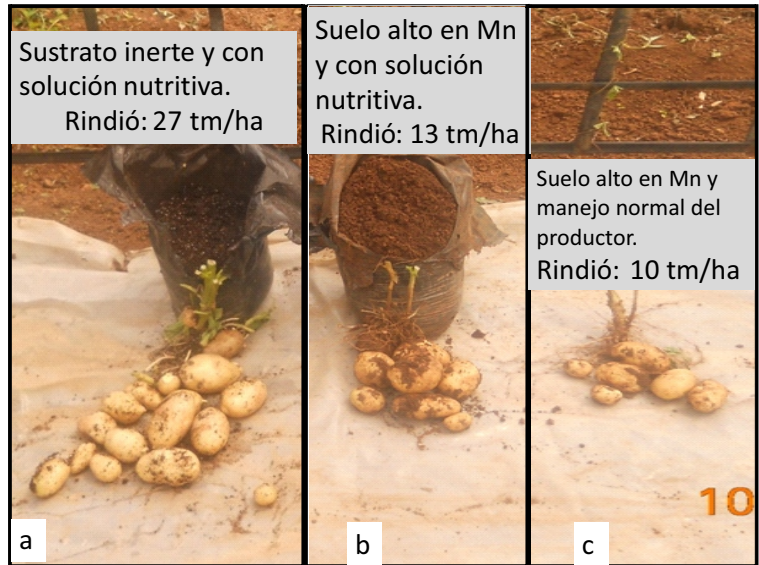 Sustrato inerte y con
solución nutritiva.
Rindió: 27 tm/ha
a
Suelo alto en Mn
y con solución
nutritiva.
Rindió: 13 tm/ha
b
Suelo alto en Mn y
manejo normal del
productor.
Rindió: 10 tm/ha
10
c